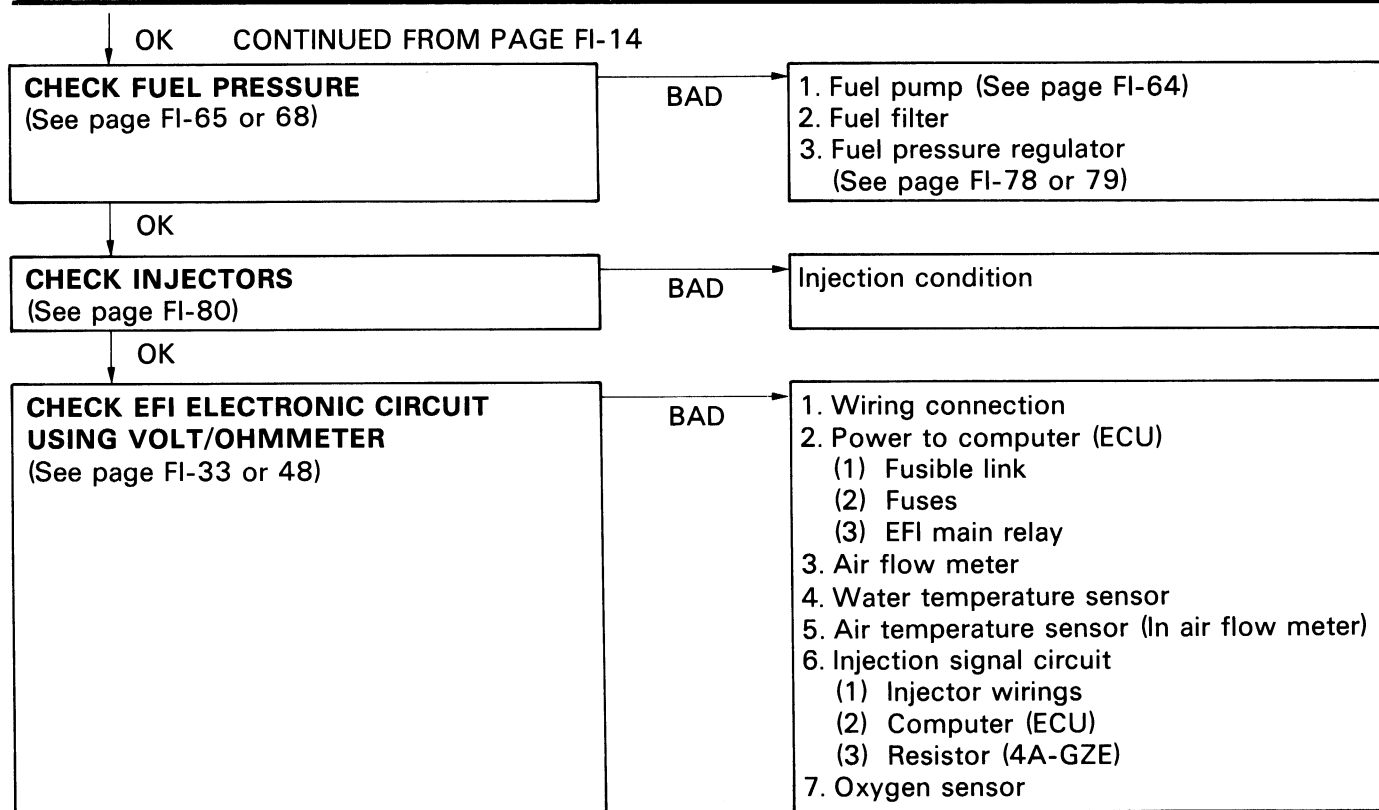 OK CONTINUED FROM PAGE FI-14
CHECK FUEL PRESSURE
(See page FI-65 or 68)
BAD
1. Fuel pump (See page FI-64)
2. Fuel filter
3. Fuel pressure regulator
(See page FI-78 or 79)
OK
CHECK INJECTORS
(See page FI-80)
BAD
Injection condition
OK
CHECK EFI ELECTRONIC CIRCUIT
USING VOLT/OHMMETER
(See page FI-33 or 48)
BAD
1. Wiring connection
2. Power to computer (ECU)
(1) Fusible link
(2) Fuses
(3) EFI main relay
3. Air flow meter
4. Water temperature sensor
5. Air temperature sensor (In air flow meter)
6. Injection signal circuit
(1) Injector wirings
(2) Computer (ECU)
(3) Resistor (4A-GZE)
7. Oxygen sensor